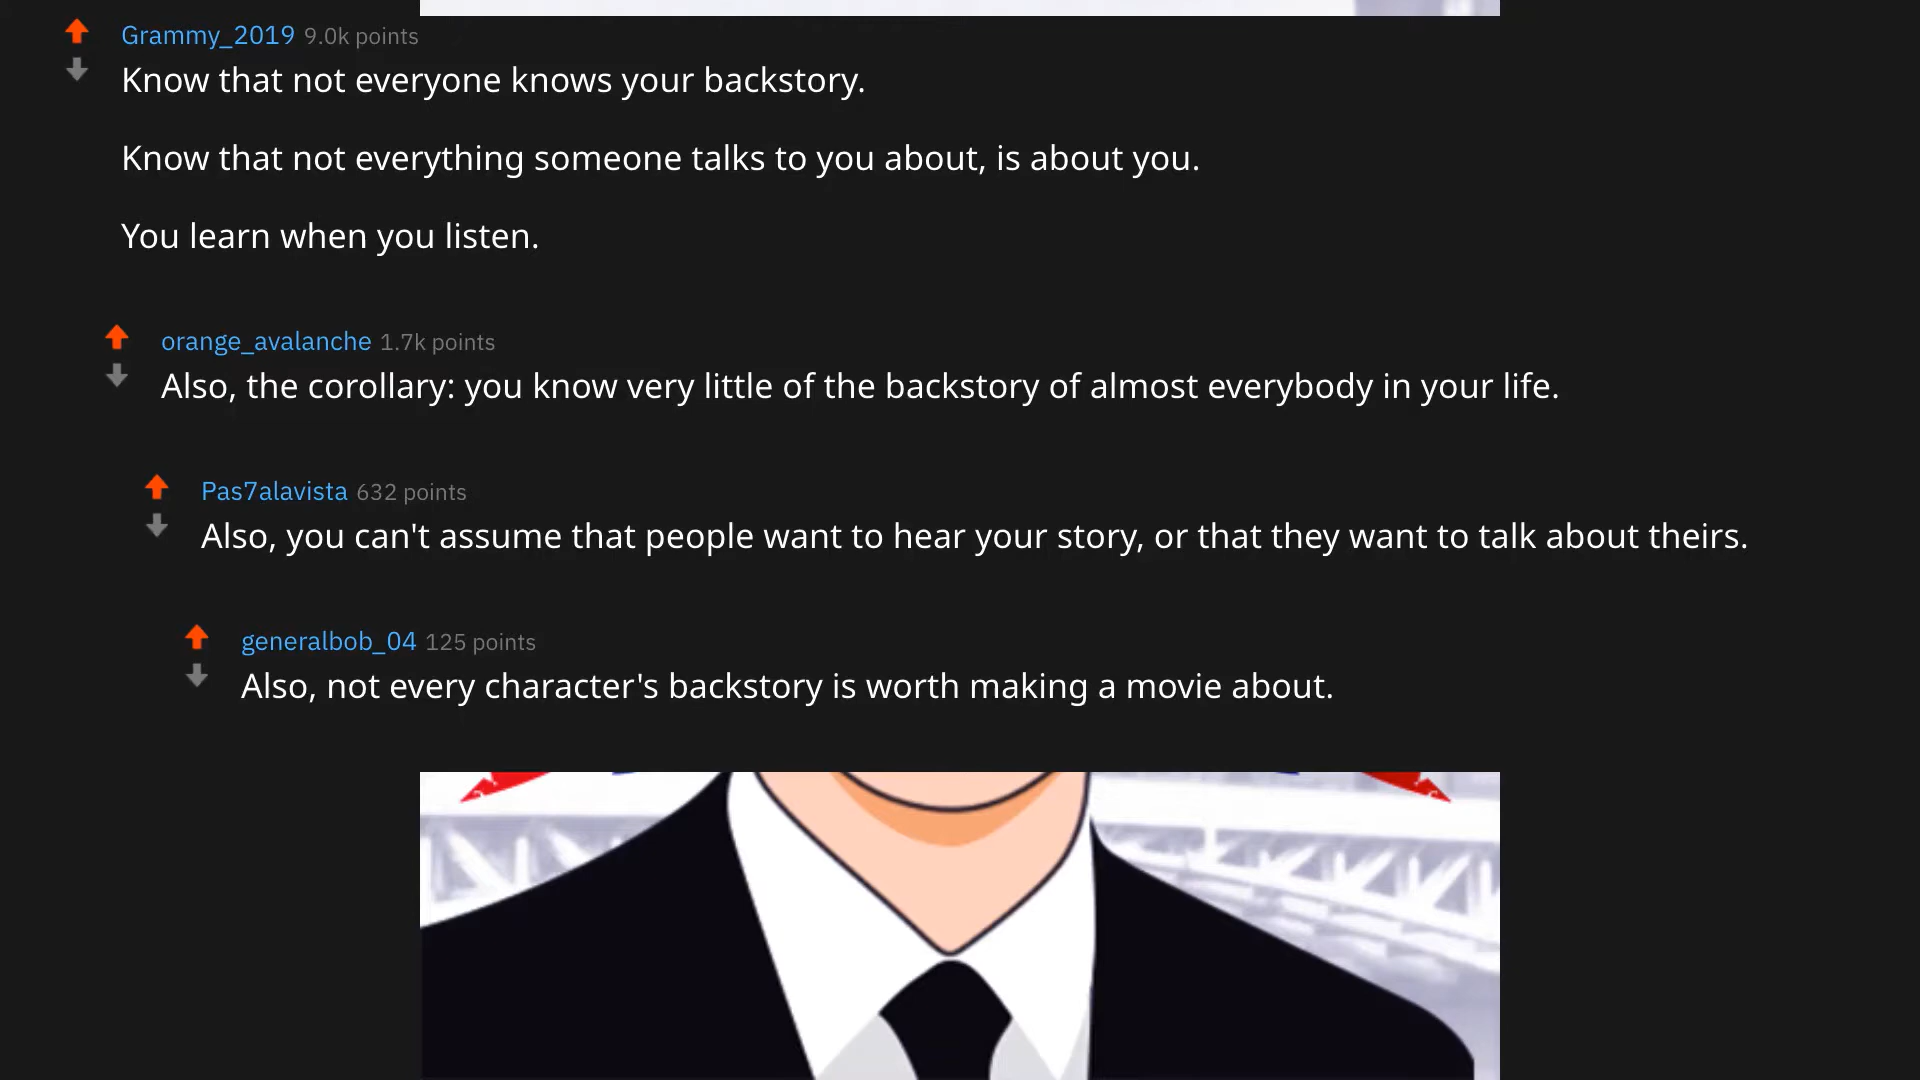 Grammy_2019 9.0k points
Know that not everyone knows your backstory.
Know that not everything someone talks to you about, is about you.
You learn when you listen.
orange_avalanche 1.7k points
Also, the corollary: you know very little of the backstory of almost everybody in your life.
Pas7alavista 632 points
Also, you can't assume that people want to hear your story, or that they want to talk about theirs.
generalbob_04 125 points
Also, not every character's backstory is worth making a movie about.